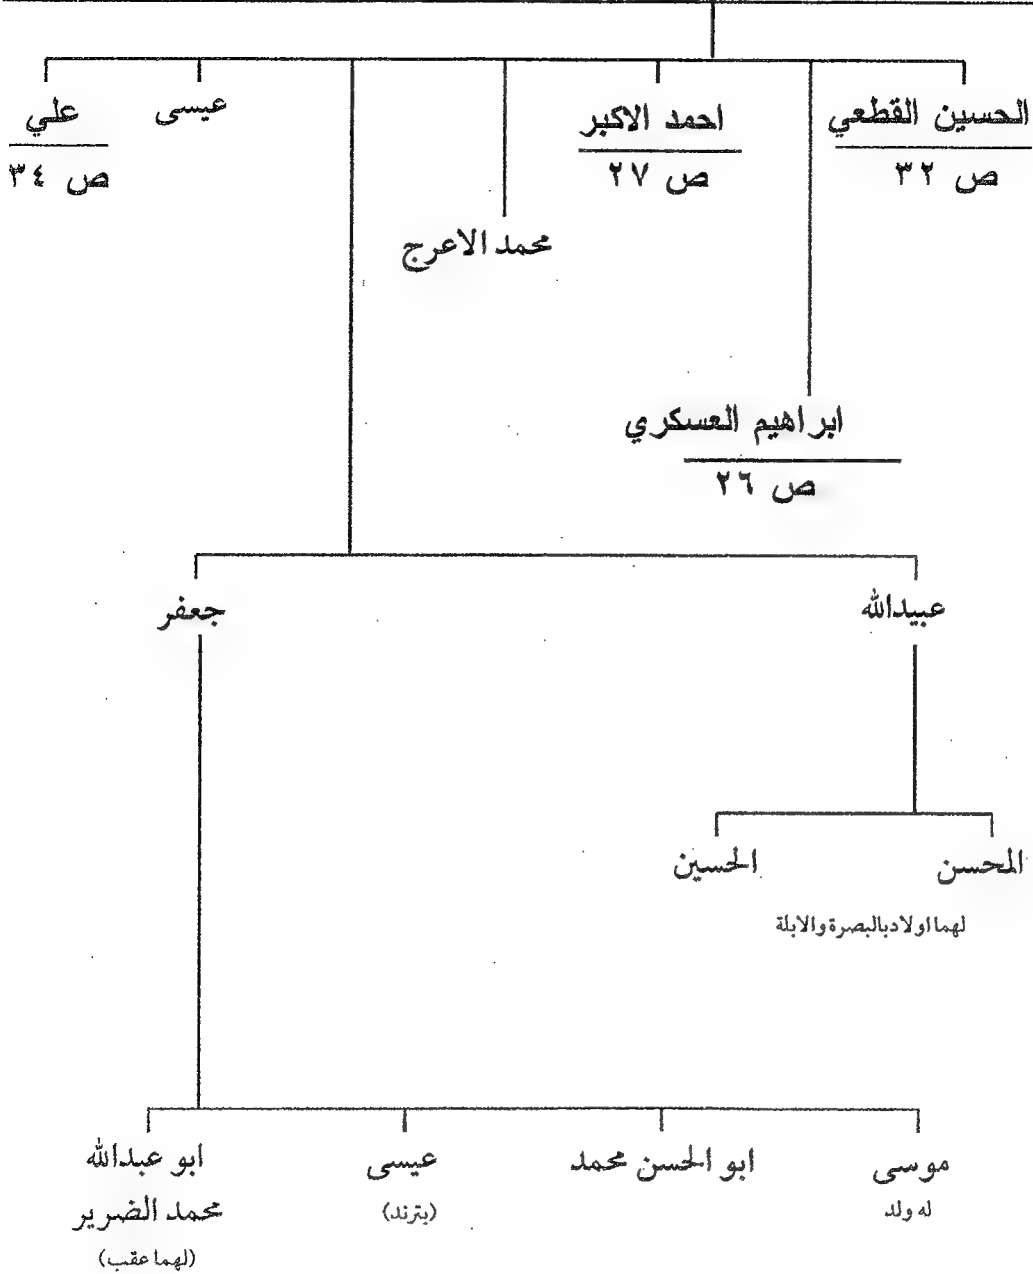 الحسين القطعي
ص ٣٢
احمد الاكبر
ص ٢٧
عيسى
علي
ص ٣٤
محمد الاعرج
ابراهيم العسكري
ص ٢٦
عبيدالله
جعفر
المحسن
الحسين
لهما اولاد بالبصرة والابلة
موسى
له ولد
ابو الحسن محمد
عيسى
(بترند)
ابو عبدالله
محمد الضرير
(لهما عقب)